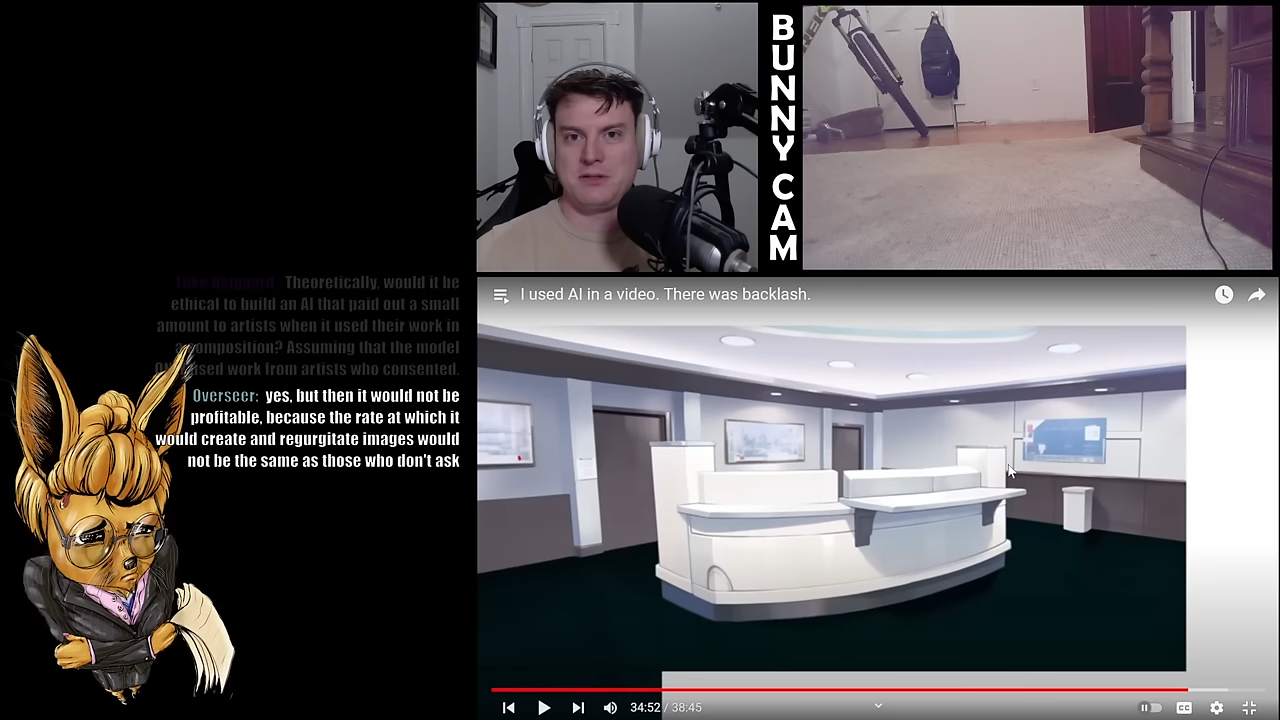 BUNNY CAM
I used AI in a video. There was backlash.
Theoretically, would it be
ethical to build an AI that paid out a small
amount to artists when it used their work in
composition? Assuming that the model
used work from artists who consented.
Overseer: yes, but then it would not be
profitable, because the rate at which it
would create and regurgitate images would
not be the same as those who don't ask
34:52 / 38:45
CC